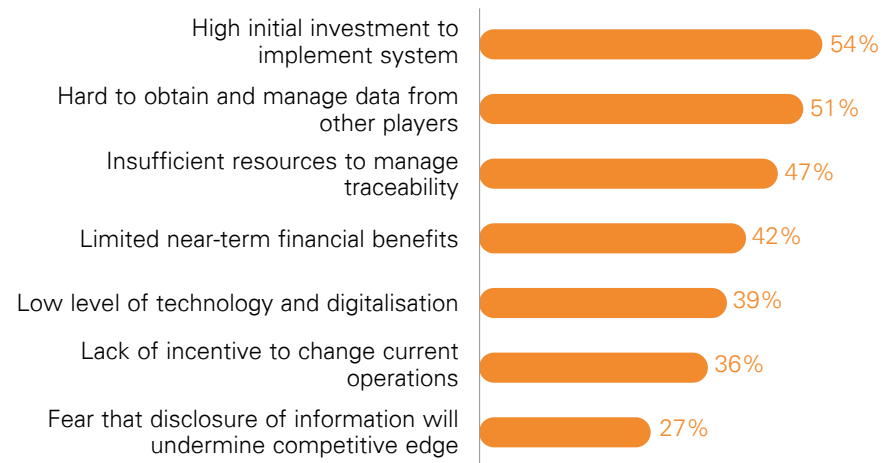 High initial investment to
implement system
54%
Hard to obtain and manage data from
other players
51%
Insufficient resources to manage
traceability
47%
Limited near-term financial benefits
42%
Low level of technology and digitalisation
39%
Lack of incentive to change current
operations
36%
Fear that disclosure of information will
undermine competitive edge
27%